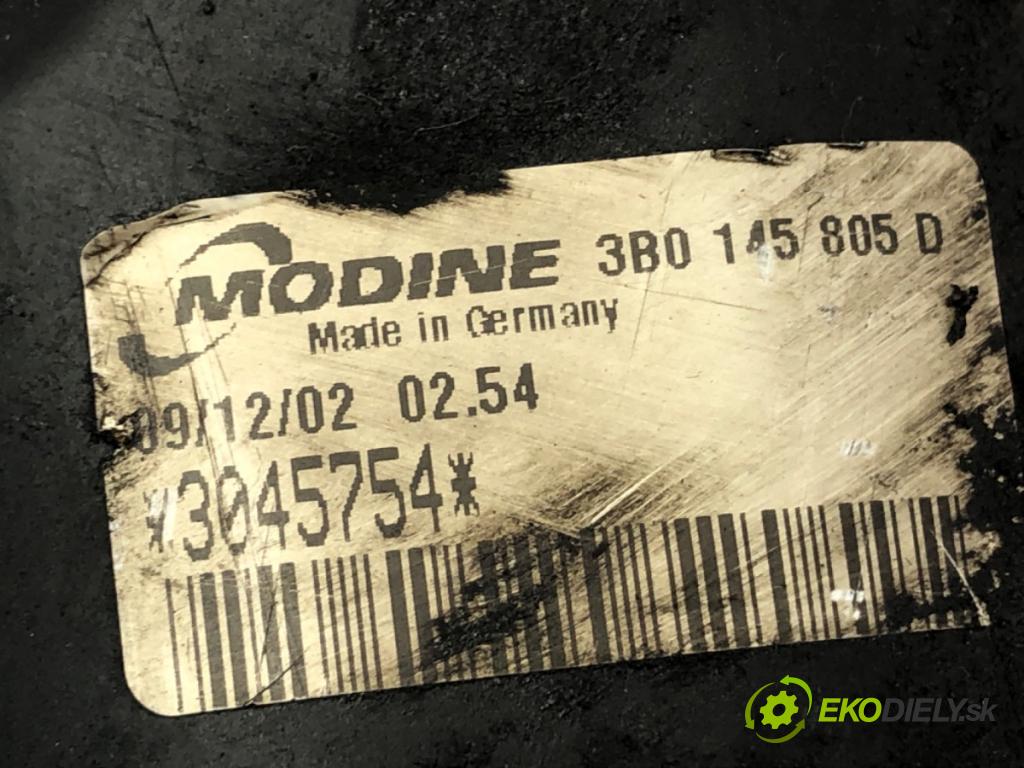 MODINE 3B0 145 805 D
Made in Germany
09/12/02 02.54
*3045754*
EKODIELY.sk